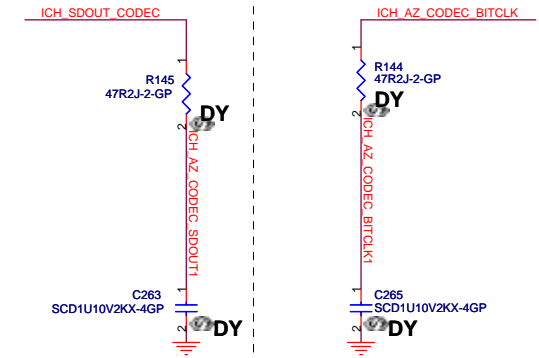 ICH_SDOUT_CODEC
1
R145
47R2J-2-GP
DY
2
ICH_AZ_CODEC_SDOUT1
1
C263
SCD1U10V2KX-4GP
DY
2
ICH_AZ_CODEC_BITCLK
1
R144
47R2J-2-GP
DY
2
ICH_AZ_CODEC_BITCLK1
1
C265
SCD1U10V2KX-4GP
DY
2